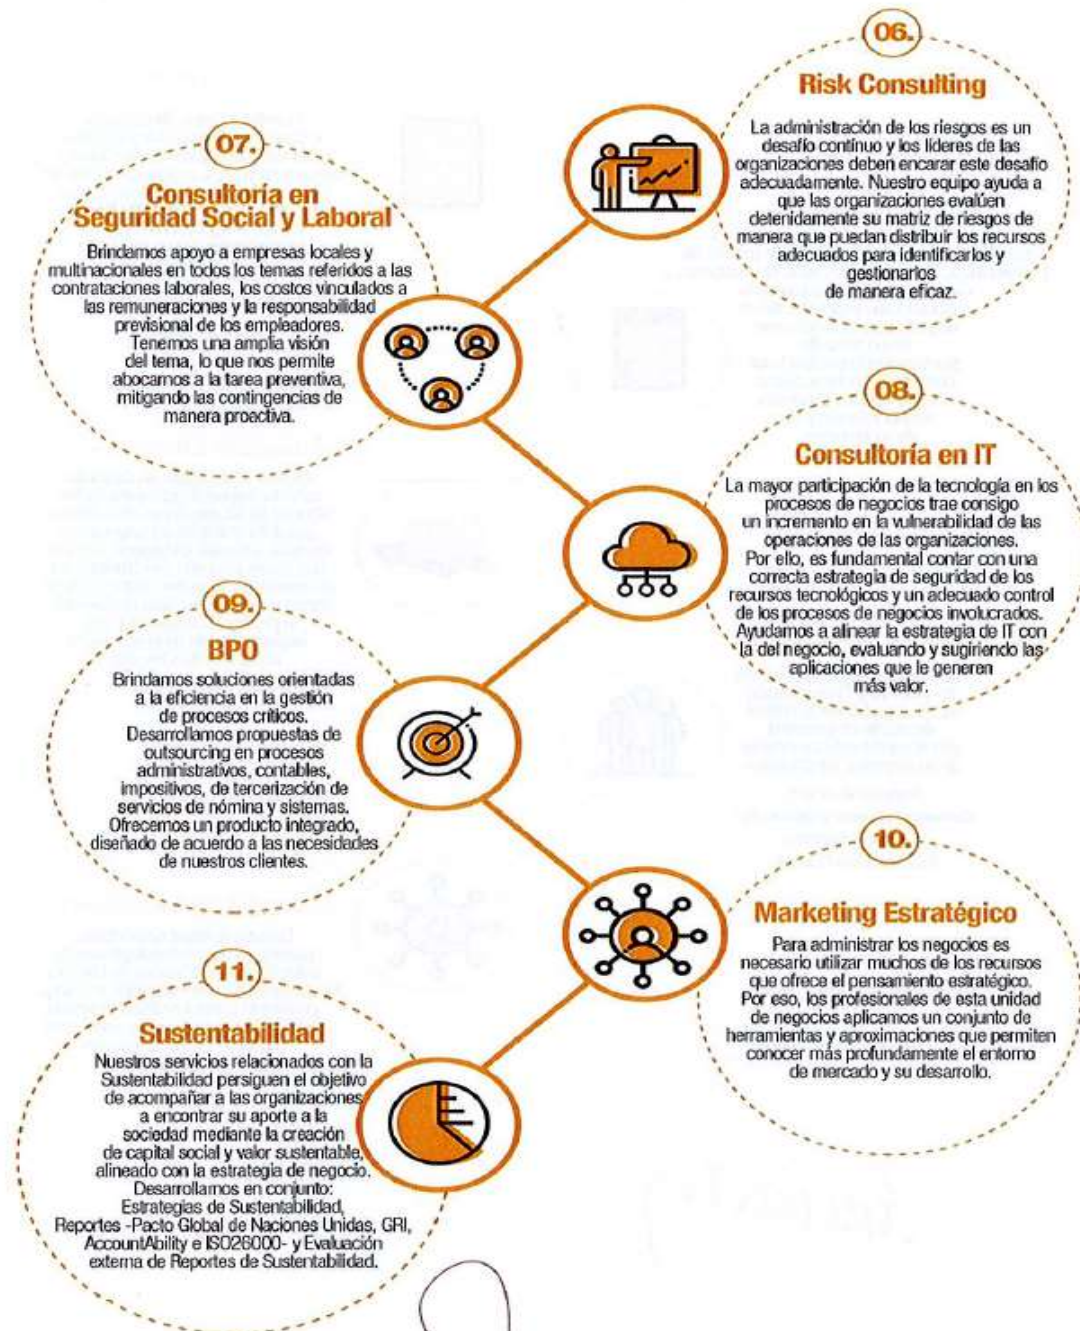 06.
Risk Consulting
La administración de los riesgos es un
desafío continuo y los líderes de las
organizaciones deben encarar este desafío
adecuadamente. Nuestro equipo ayuda a
que las organizaciones evalúen
detenidamente su matriz de riesgos de
manera que puedan distribuir los recursos
adecuados para identificarlos y
gestionarlos
de manera eficaz.
07.
Consultoría en
Seguridad Social y Laboral
Brindamos apoyo a empresas locales y
multinacionales en todos los temas referidos a las
contrataciones laborales, los costos vinculados a
las remuneraciones y la responsabilidad
previsional de los empleadores.
Tenemos una amplia visión
del tema, lo que nos permite
abocarnos a la tarea preventiva,
mitigando las contingencias de
manera proactiva.
08.
Consultoría en IT
La mayor participación de la tecnología en los
procesos de negocios trae consigo
un incremento en la vulnerabilidad de las
operaciones de las organizaciones.
Por ello, es fundamental contar con una
correcta estrategia de seguridad de los
recursos tecnológicos y un adecuado control
de los procesos de negocios involucrados.
Ayudamos a alinear la estrategia de IT con
la del negocio, evaluando y sugiriendo las
aplicaciones que le generen
más valor.
09.
BPO
Brindamos soluciones orientadas
a la eficiencia en la gestión
de procesos críticos.
Desarrollamos propuestas de
outsourcing en procesos
administrativos, contables,
impositivos, de tercerización de
servicios de nómina y sistemas.
Ofrecemos un producto integrado,
diseñado de acuerdo a las necesidades
de nuestros clientes.
10.
Marketing Estratégico
Para administrar los negocios es
necesario utilizar muchos de los recursos
que ofrece el pensamiento estratégico.
Por eso, los profesionales de esta unidad
de negocios aplicamos un conjunto de
herramientas y aproximaciones que permiten
conocer más profundamente el entorno
de mercado y su desarrollo.
11.
Sustentabilidad
Nuestros servicios relacionados con la
Sustentabilidad persiguen el objetivo
de acompañar a las organizaciones
a encontrar su aporte a la
sociedad mediante la creación
de capital social y valor sustentable,
alineado con la estrategia de negocio.
Desarrollamos en conjunto:
Estrategias de Sustentabilidad,
Reportes -Pacto Global de Naciones Unidas, GRI,
AccountAbility e ISO26000- y Evaluación
externa de Reportes de Sustentabilidad.